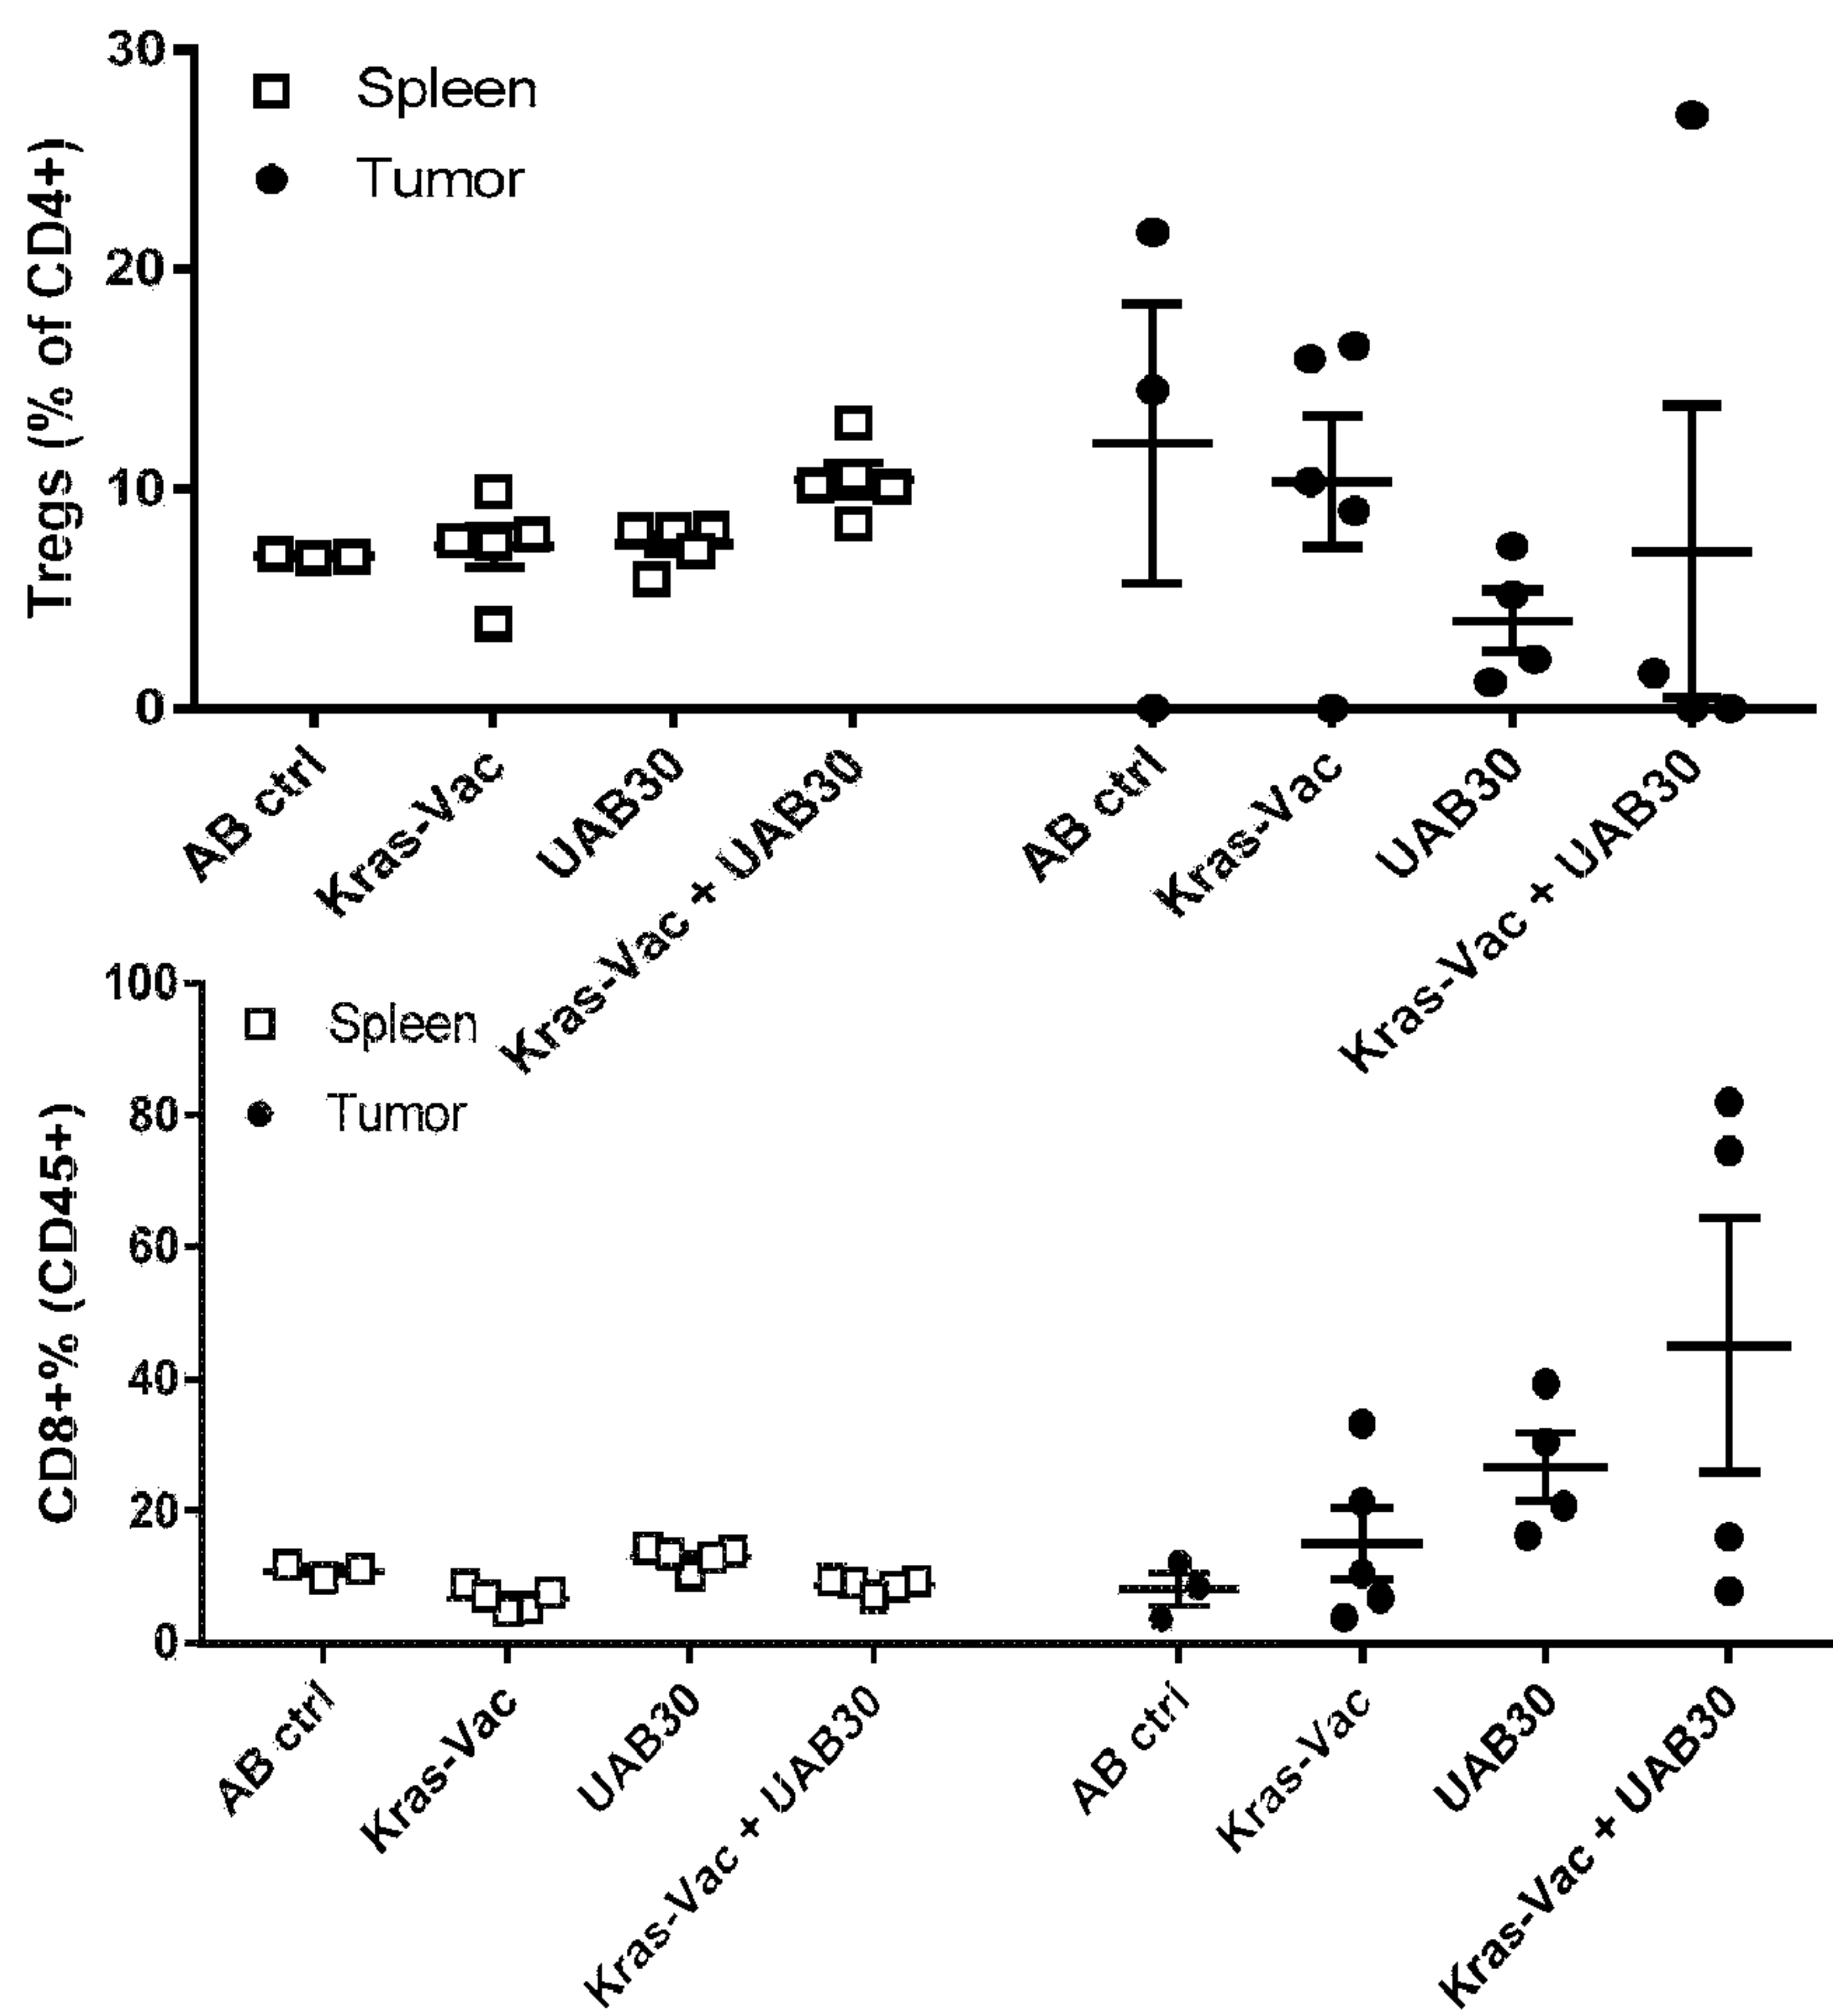 30
20
10
0
Tregs (% of CD4+)
Spleen
Tumor
AB ctrl
Kras-Vac
UAB30
Kras-Vac + UAB30
AB ctrl
Kras-Vac
UAB30
Kras-Vac + UAB30
100
80
60
40
20
0
CD8+% (CD45+)
Spleen
Tumor
AB ctrl
Kras-Vac
UAB30
Kras-Vac + UAB30
AB ctrl
Kras-Vac
UAB30
Kras-Vac + UAB30